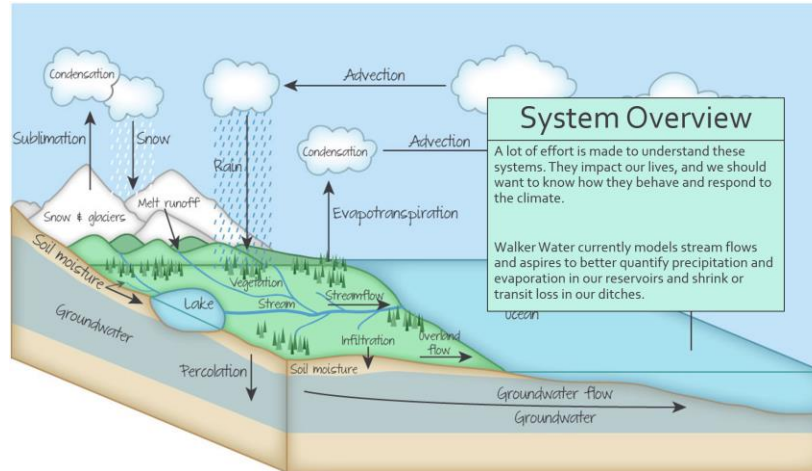 Condensation
Advection
Sublimation
Snow
Rain
Condensation
Advection
Evapotranspiration
Snow & glaciers
Melt runoff
Soil moisture
Vegetation
Lake
Stream
Streamflow
Groundwater
Percolation
Infiltration
Overland
flow
Soil moisture
Groundwater flow
Groundwater
ocean
System Overview
A lot of effort is made to understand these
systems. They impact our lives, and we should
want to know how they behave and respond to
the climate.
Walker Water currently models stream flows
and aspires to better quantify precipitation and
evaporation in our reservoirs and shrink or
transit loss in our ditches.